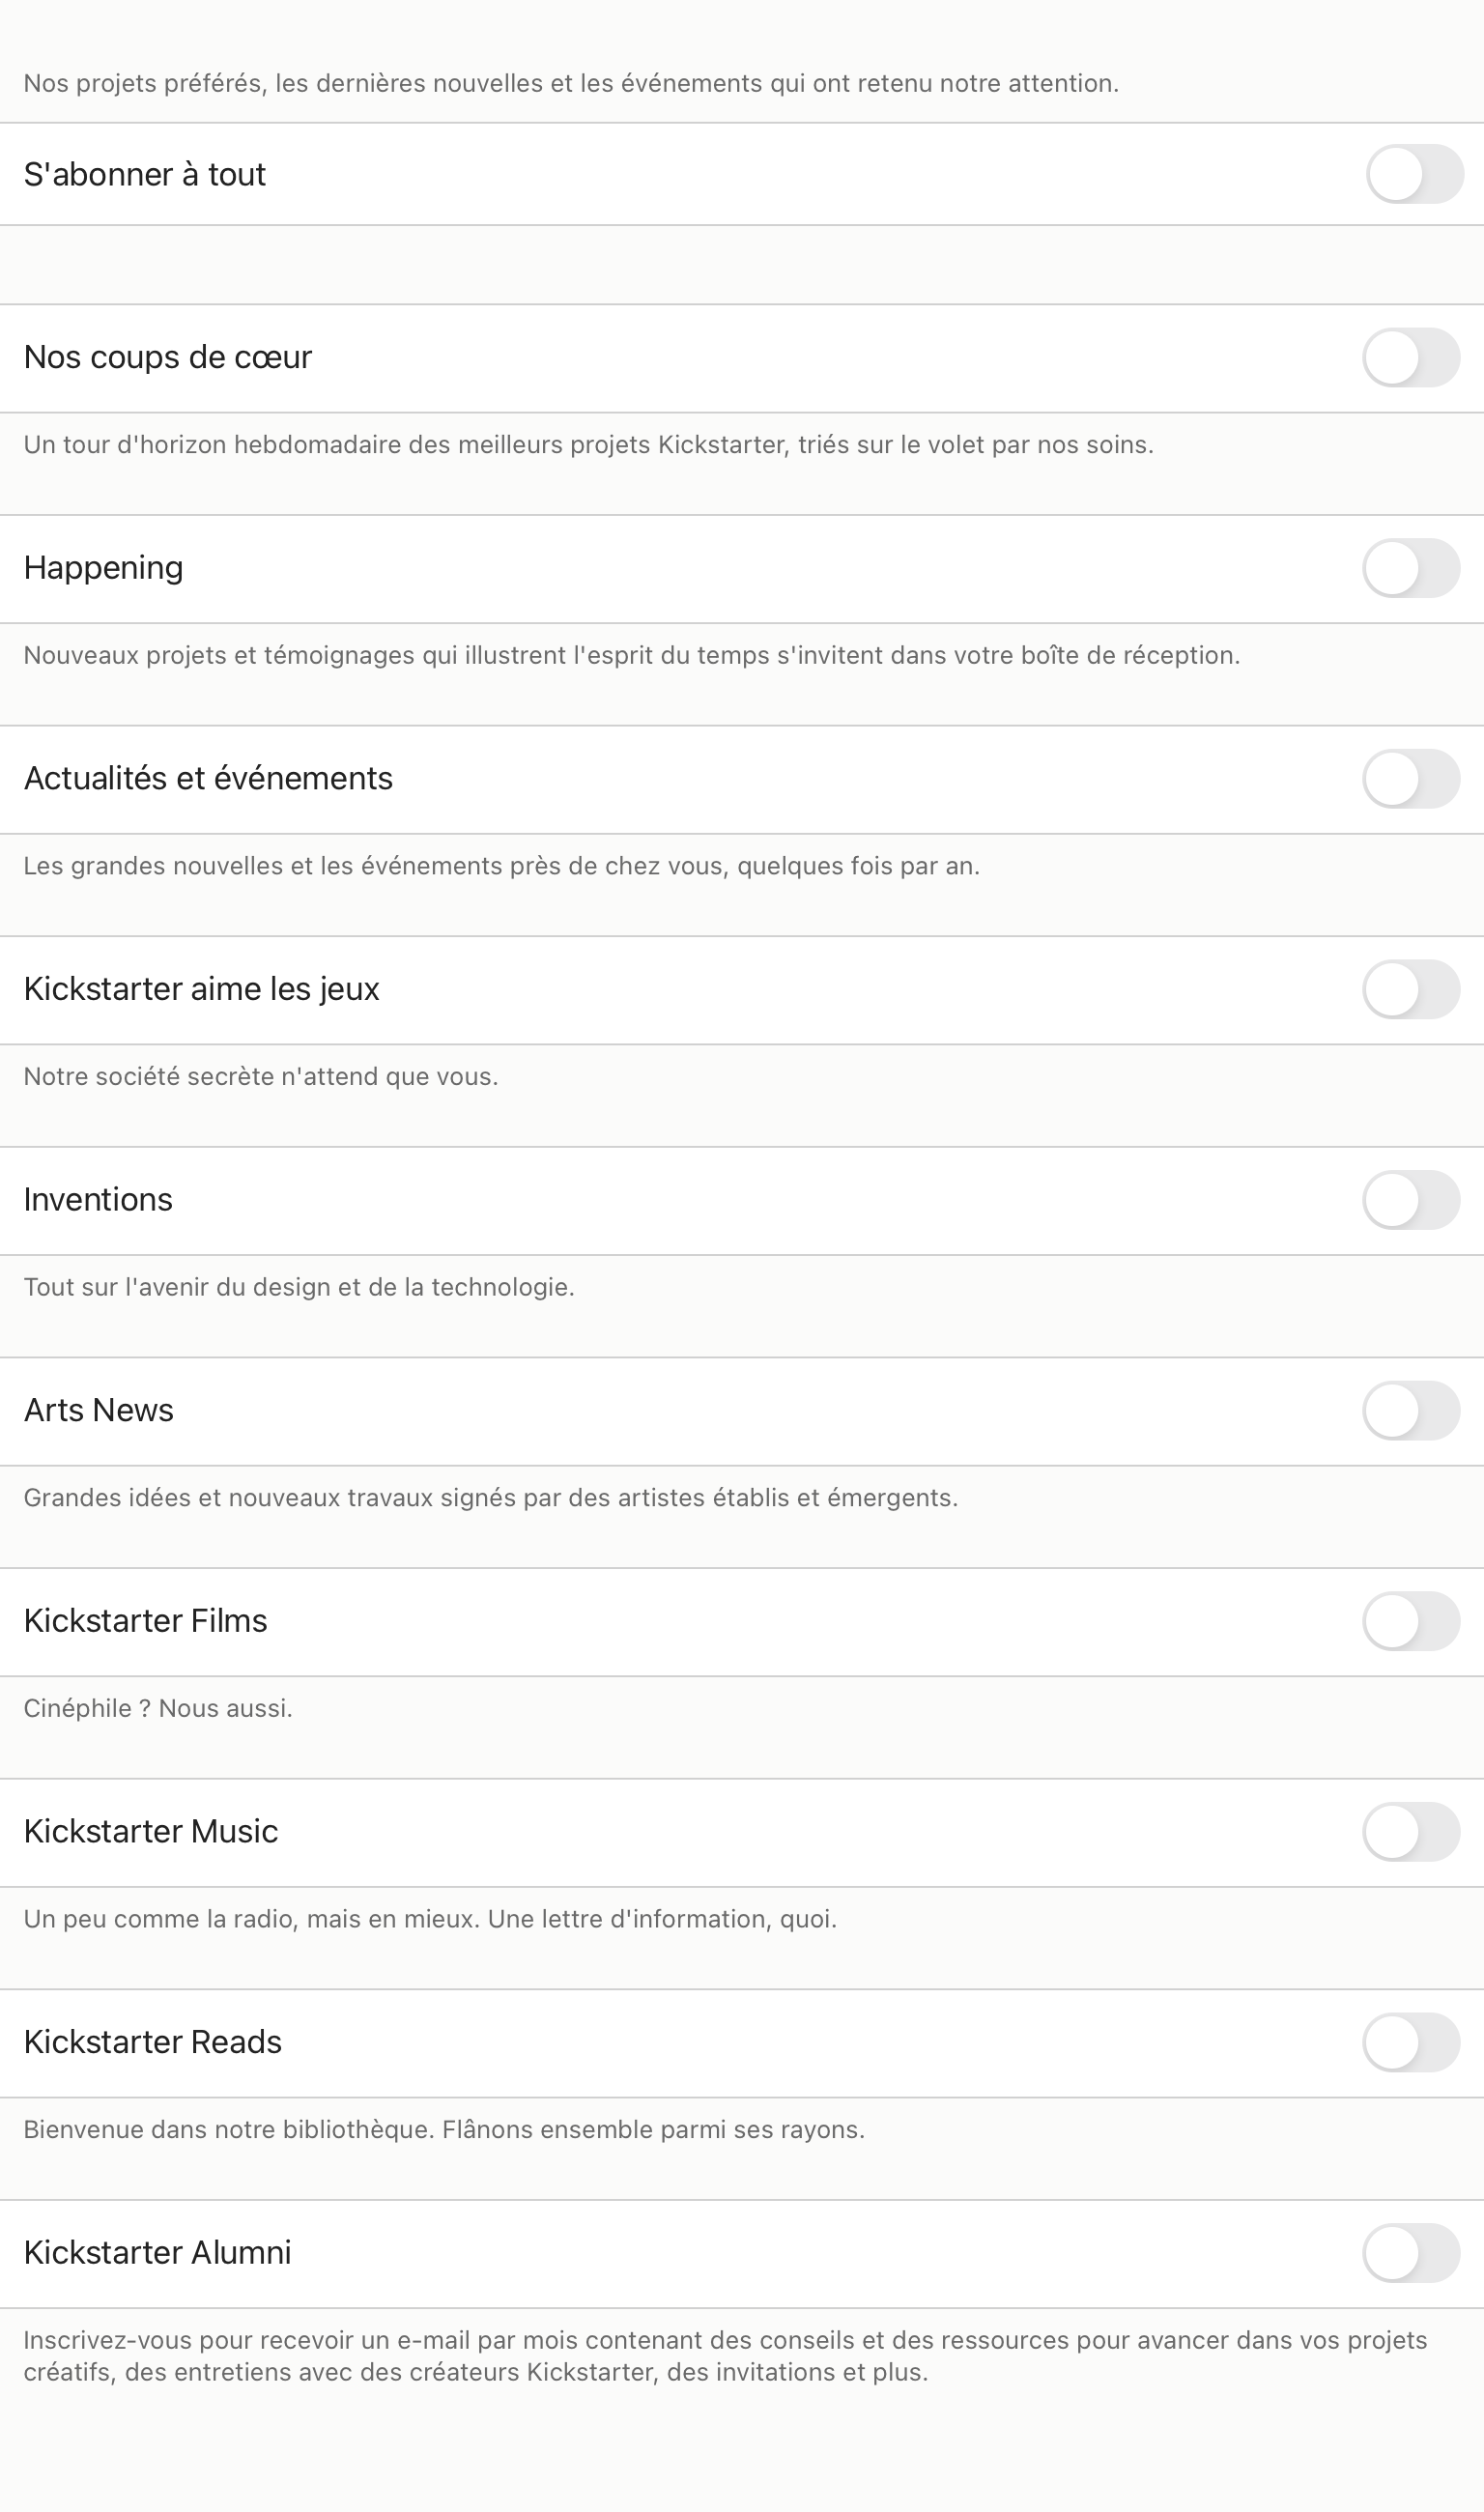 Nos projets préférés, les dernières nouvelles et les événements qui ont retenu notre attention.
S'abonner à tout
Nos coups de cœur
Un tour d'horizon hebdomadaire des meilleurs projets Kickstarter, triés sur le volet par nos soins.
Happening
Nouveaux projets et témoignages qui illustrent l'esprit du temps s'invitent dans votre boîte de réception.
Actualités et événements
Les grandes nouvelles et les événements près de chez vous, quelques fois par an.
Kickstarter aime les jeux
Notre société secrète n'attend que vous.
Inventions
Tout sur l'avenir du design et de la technologie.
Arts News
Grandes idées et nouveaux travaux signés par des artistes établis et émergents.
Kickstarter Films
Cinéphile ? Nous aussi.
Kickstarter Music
Un peu comme la radio, mais en mieux. Une lettre d'information, quoi.
Kickstarter Reads
Bienvenue dans notre bibliothèque. Flânons ensemble parmi ses rayons.
Kickstarter Alumni
Inscrivez-vous pour recevoir un e-mail par mois contenant des conseils et des ressources pour avancer dans vos projets
créatifs, des entretiens avec des créateurs Kickstarter, des invitations et plus.